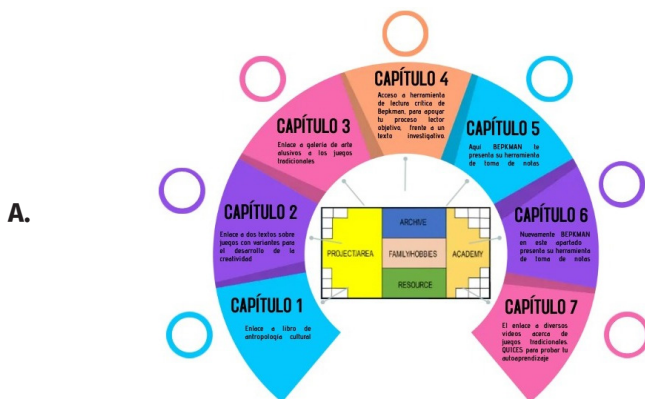 A.
CAPÍTULO 1
Enlace a libro de
antropología cultural
CAPÍTULO 2
Enlace a dos textos sobre
juegos con variantes para
el desarrollo de la
creatividad
CAPÍTULO 3
Enlace a galería de arte
alusivos a los juegos
tradicionales
CAPÍTULO 4
Acceso a herramienta
de lectura crítica de
Bepkman, para apoyar
tu proceso lector
objetivo, frente a un
texto investigativo.
CAPÍTULO 5
Aquí BEPKMAN te
presenta su herramienta
de toma de notas
CAPÍTULO 6
Nuevamente BEPKMAN
en este apartado
presenta su herramienta
de toma de notas
CAPÍTULO 7
El enlace a diversos
videos acerca de
juegos tradicionales.
QUICES para probar tu
autoaprendizaje
ARCHIVE
PROJECT/AREA
FAMILY/HOBBIES
ACADEMY
RESOURCE